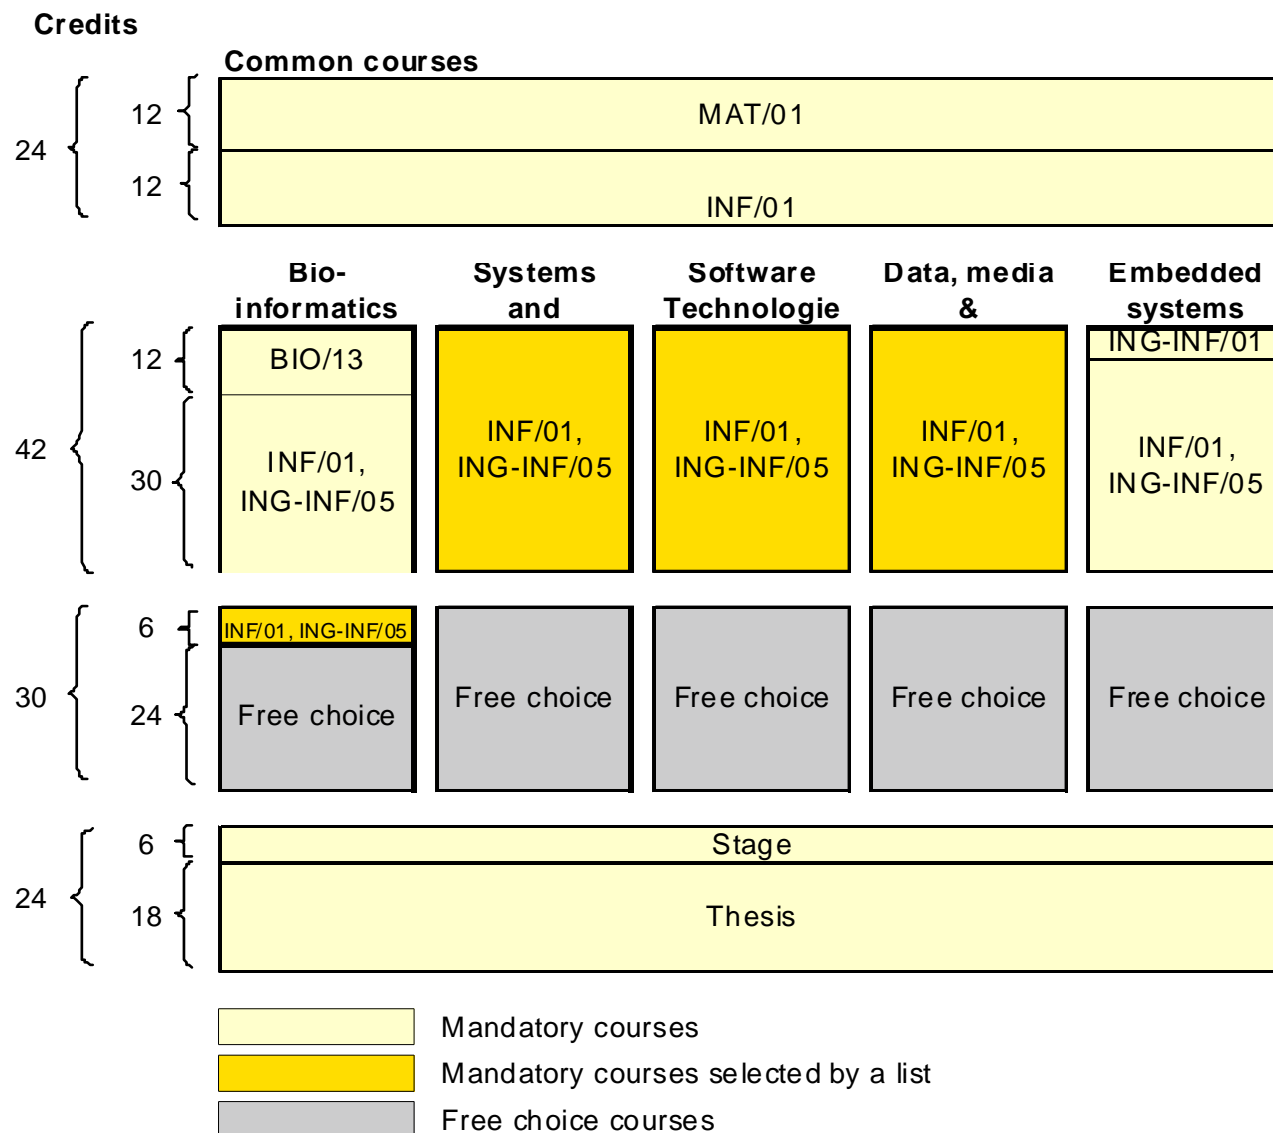 Credits
Common courses
24
12
MAT/01
12
INF/01
Bio-
informatics
Systems
and
Software
Technologie
Data, media
&
Embedded
systems
42
12
BIO/13
30
INF/01,
ING-INF/05
INF/01,
ING-INF/05
INF/01,
ING-INF/05
INF/01,
ING-INF/05
ING-INF/01
INF/01,
ING-INF/05
30
6
INF/01, ING-INF/05
24
Free choice
Free choice
Free choice
Free choice
Free choice
24
6
Stage
18
Thesis
Mandatory courses
Mandatory courses selected by a list
Free choice courses